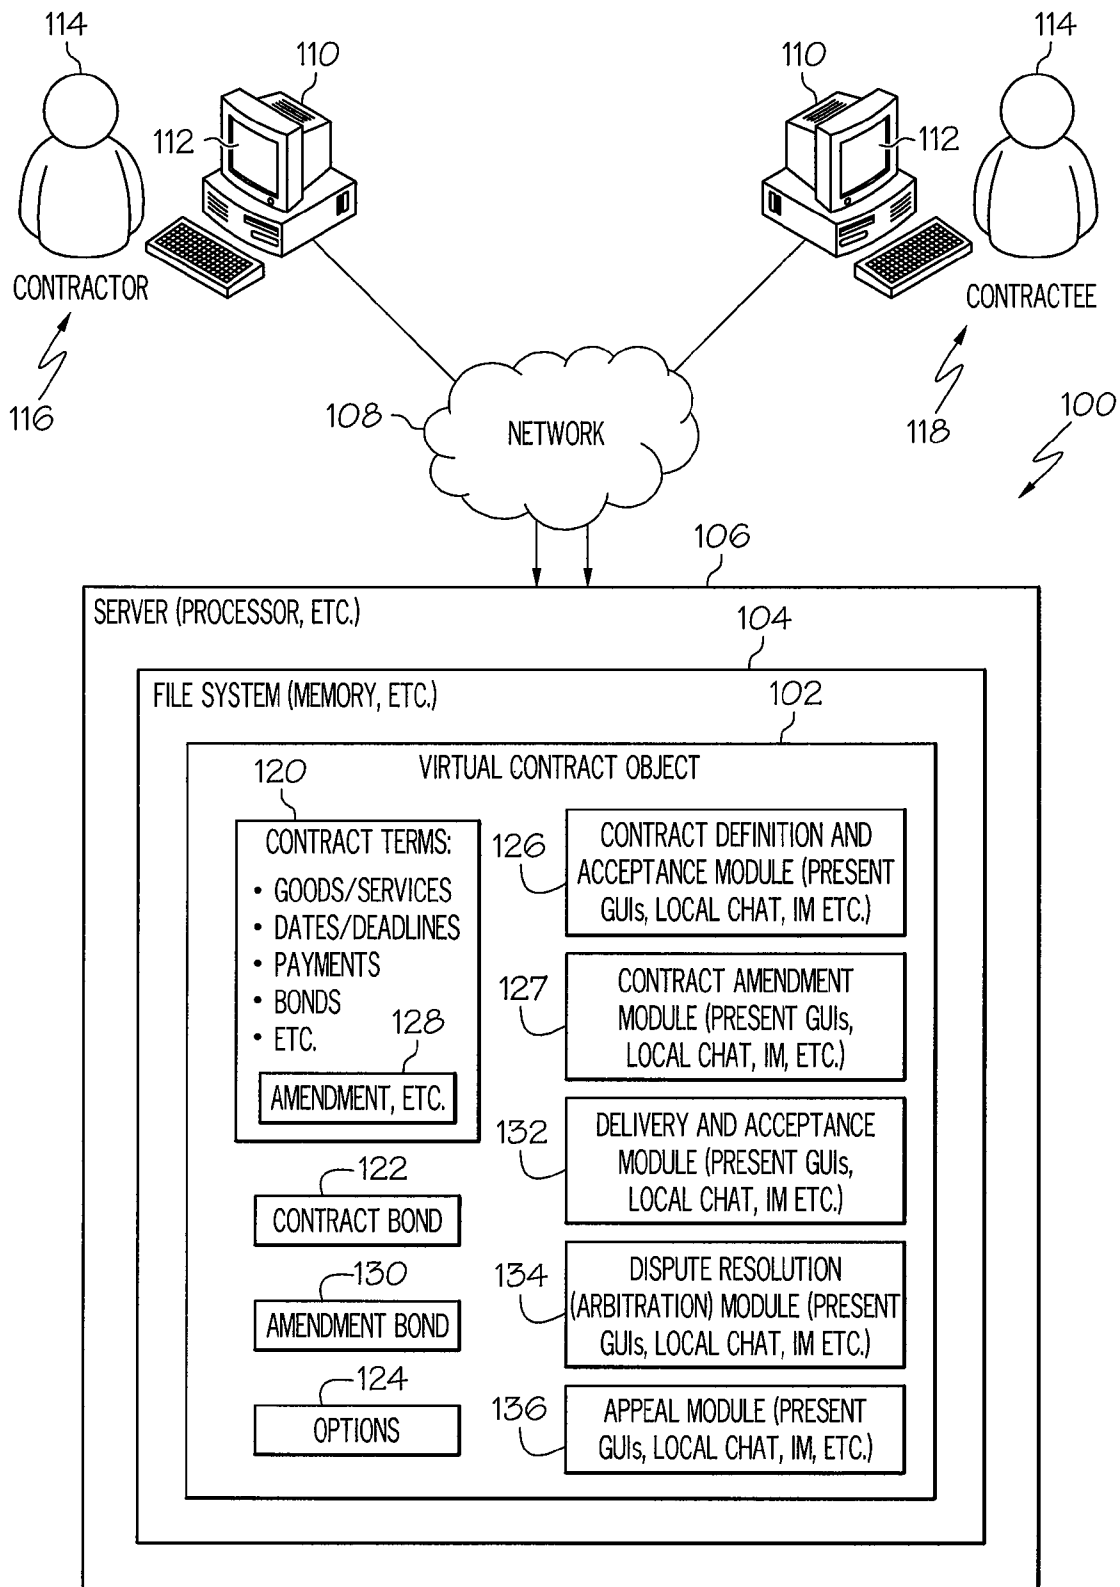 114
110
112
CONTRACTOR
116
110
114
112
CONTRACTEE
118
100
108
NETWORK
106
SERVER (PROCESSOR, ETC.)
104
FILE SYSTEM (MEMORY, ETC.)
102
VIRTUAL CONTRACT OBJECT
120
CONTRACT TERMS:
• GOODS/SERVICES
• DATES/DEADLINES
• PAYMENTS
• BONDS
• ETC.
128
AMENDMENT, ETC.
122
CONTRACT BOND
130
AMENDMENT BOND
124
OPTIONS
126
CONTRACT DEFINITION AND
ACCEPTANCE MODULE (PRESENT
GUIs, LOCAL CHAT, IM ETC.)
127
CONTRACT AMENDMENT
MODULE (PRESENT GUIs,
LOCAL CHAT, IM, ETC.)
132
DELIVERY AND ACCEPTANCE
MODULE (PRESENT GUIs,
LOCAL CHAT, IM ETC.)
134
DISPUTE RESOLUTION
(ARBITRATION) MODULE (PRESENT
GUIs, LOCAL CHAT, IM ETC.)
136
APPEAL MODULE (PRESENT
GUIs, LOCAL CHAT, IM, ETC.)